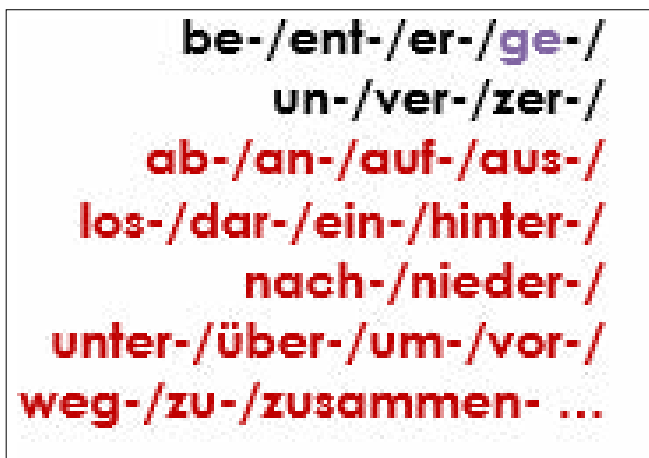 be-/ent-/er-/ge-/
un-/ver-/zer-/
ab-/an-/auf-/aus-/
los-/dar-/ein-/hinter-/
nach-/nieder-/
unter-/über-/um-/vor-/
weg-/zu-/zusammen- ...